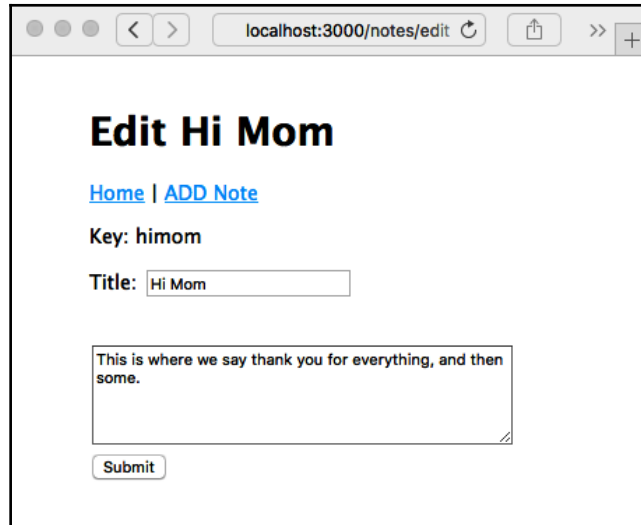 localhost:3000/notes/edit
Edit Hi Mom
Home | ADD Note
Key: himom
Title: Hi Mom
This is where we say thank you for everything, and then
some.
Submit